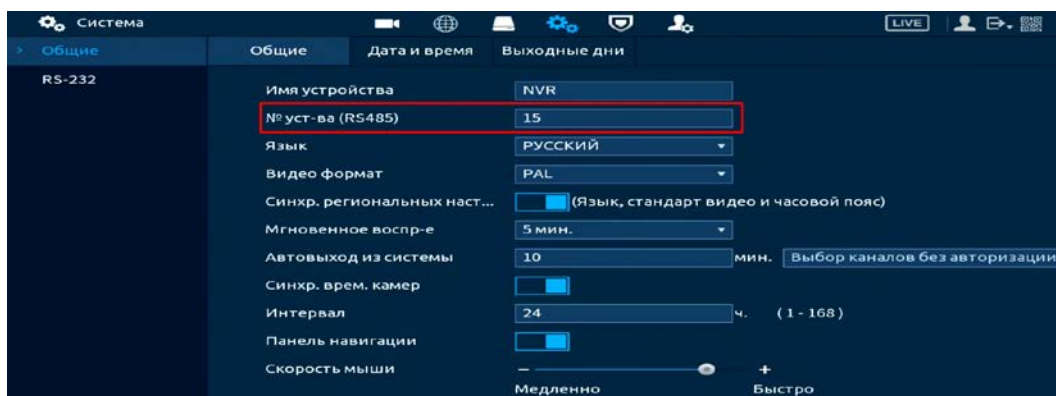 Система LIVE
Общие Общие Дата и время Выходные дни
RS-232
Имя устройства NVR
№ уст-ва (RS485) 15
Язык РУССКИЙ
Видео формат PAL
Синхр. региональных наст... (Язык, стандарт видео и часовой пояс)
Мгновенное воспр-е 5 мин.
Автовыход из системы 10 мин. Выбор каналов без авторизации
Синхр. врем. камер
Интервал 24 ч. (1-168)
Панель навигации
Скорость мыши − +
Медленно Быстро